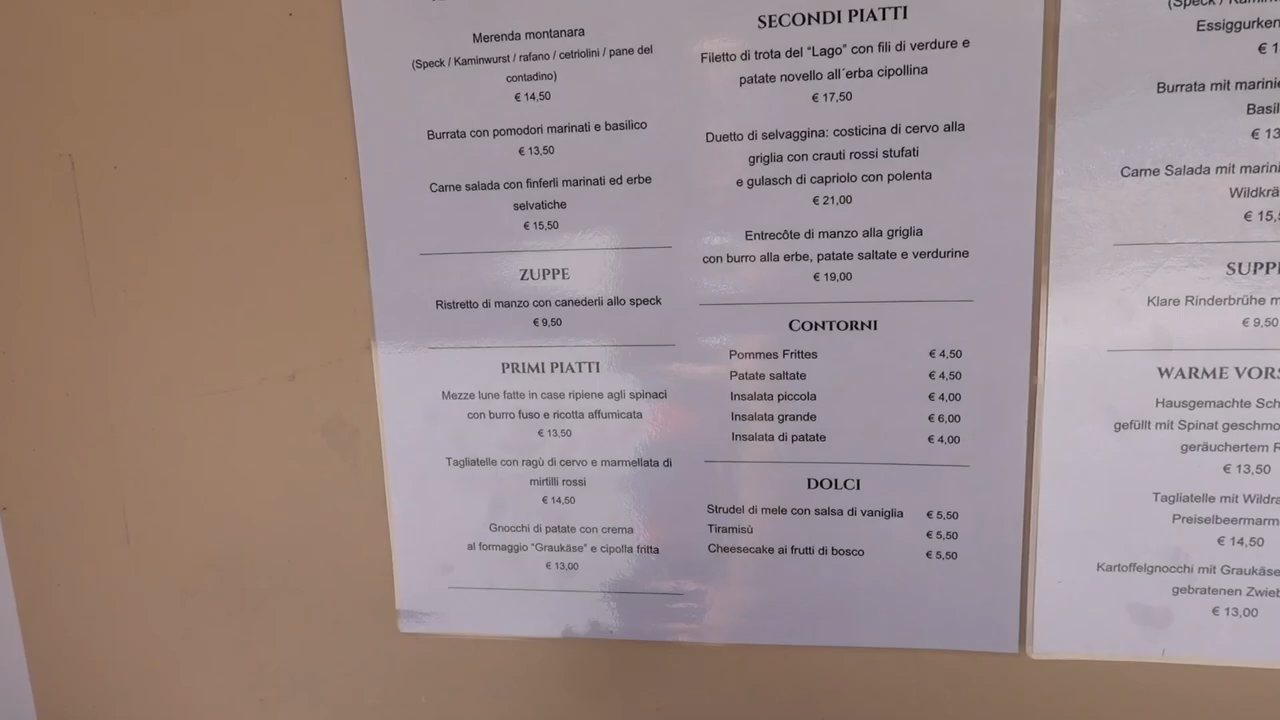 Merenda montanara
(Speck / Kaminwurst / rafano / cetriolini / pane del
contadino)
€ 14,50
Burrata con pomodori marinati e basilico
€ 13,50
Carne salada con finferli marinati ed erbe
selvatiche
€ 15,50
ZUPPE
Ristretto di manzo con canederli allo speck
€ 9,50
PRIMI PIATTI
Mezze lune fatte in case ripiene agli spinaci
con burro fuso e ricotta affumicata
€ 13,50
Tagliatelle con ragù di cervo e marmellata di
mirtilli rossi
€ 14,50
Gnocchi di patate con crema
al formaggio "Graukäse" e cipolla fritta
€ 13,00
SECONDI PIATTI
Filetto di trota del "Lago" con fili di verdure e
patate novello all´erba cipollina
€ 17,50
Duetto di selvaggina: costicina di cervo alla
griglia con crauti rossi stufati
e gulasch di capriolo con polenta
€ 21,00
Entrecôte di manzo alla griglia
con burro alla erbe, patate saltate e verdurine
€ 19,00
CONTORNI
Pommes Frittes € 4,50
Patate saltate € 4,50
Insalata piccola € 4,00
Insalata grande € 6,00
Insalata di patate € 4,00
DOLCI
Strudel di mele con salsa di vaniglia € 5,50
Tiramisù € 5,50
Cheesecake ai frutti di bosco € 5,50
(Speck /
Essiggurken
€ 1
Burrata mit marini
Basil
€ 13
Carne Salada mit marin
Wildkrä
€ 15,
SUPP
Klare Rinderbrühe m
€ 9,50
WARME VORS
Hausgemachte Sch
gefüllt mit Spinat geschmo
geräuchertem R
€ 13,50
Tagliatelle mit Wildra
Preiselbeermarm
€ 14,50
Kartoffelgnocchi mit Graukäse
gebratenen Zwieb
€ 13,00